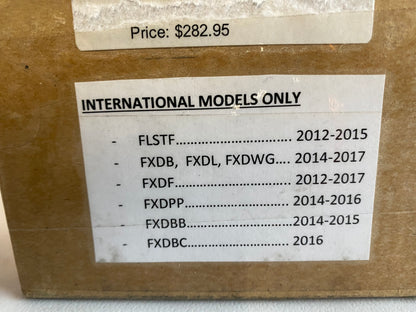 Price: $282.95
INTERNATIONAL MODELS ONLY
- FLSTF................................ 2012-2015
- FXDB, FXDL, FXDWG.... 2014-2017
- FXDF............................. 2012-2017
- FXDPP........................... 2014-2016
- FXDBB...........................2014-2015
- FXDBC.......................... 2016